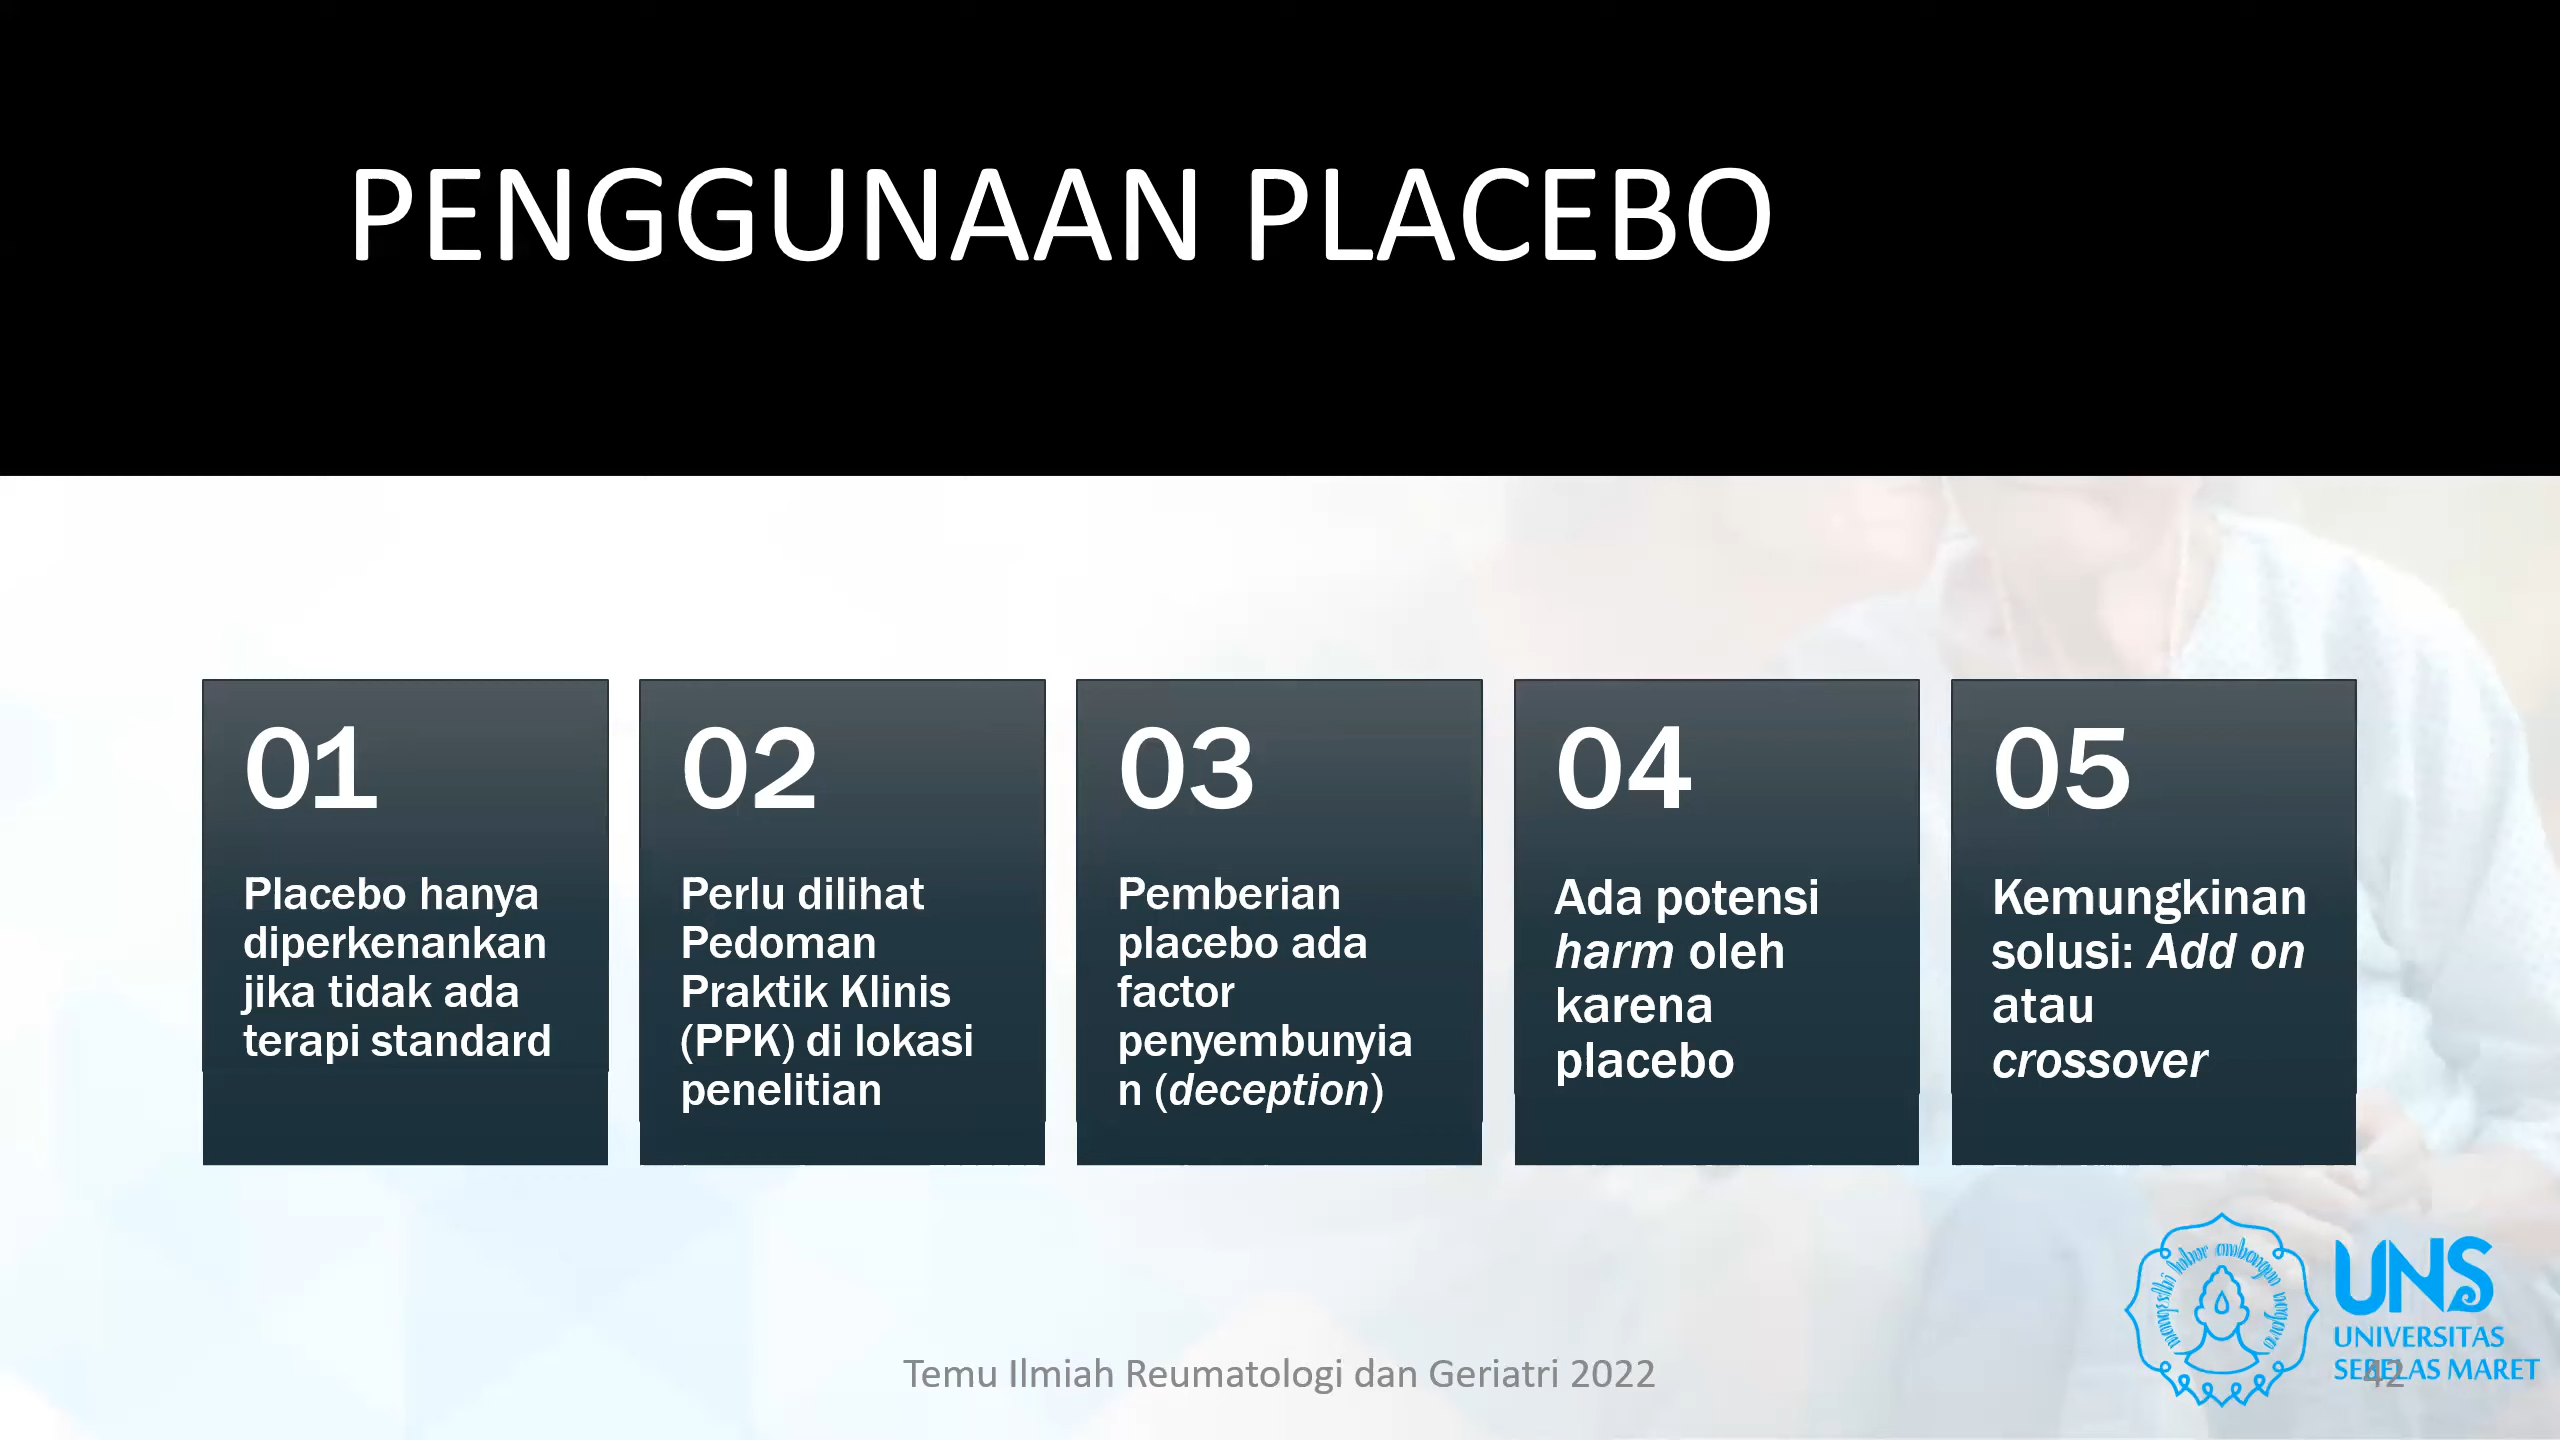 PENGGUNAAN PLACEBO
01
Placebo hanya
diperkenankan
jika tidak ada
terapi standard
02
Perlu dilihat
Pedoman
Praktik Klinis
(PPK) di lokasi
penelitian
03
Pemberian
placebo ada
factor
penyembunyia
n (deception)
04
Ada potensi
harm oleh
karena
placebo
05
Kemungkinan
solusi: Add on
atau
crossover
Temu Ilmiah Reumatologi dan Geriatri 2022
42
UNS
UNIVERSITAS
SEBELAS MARET